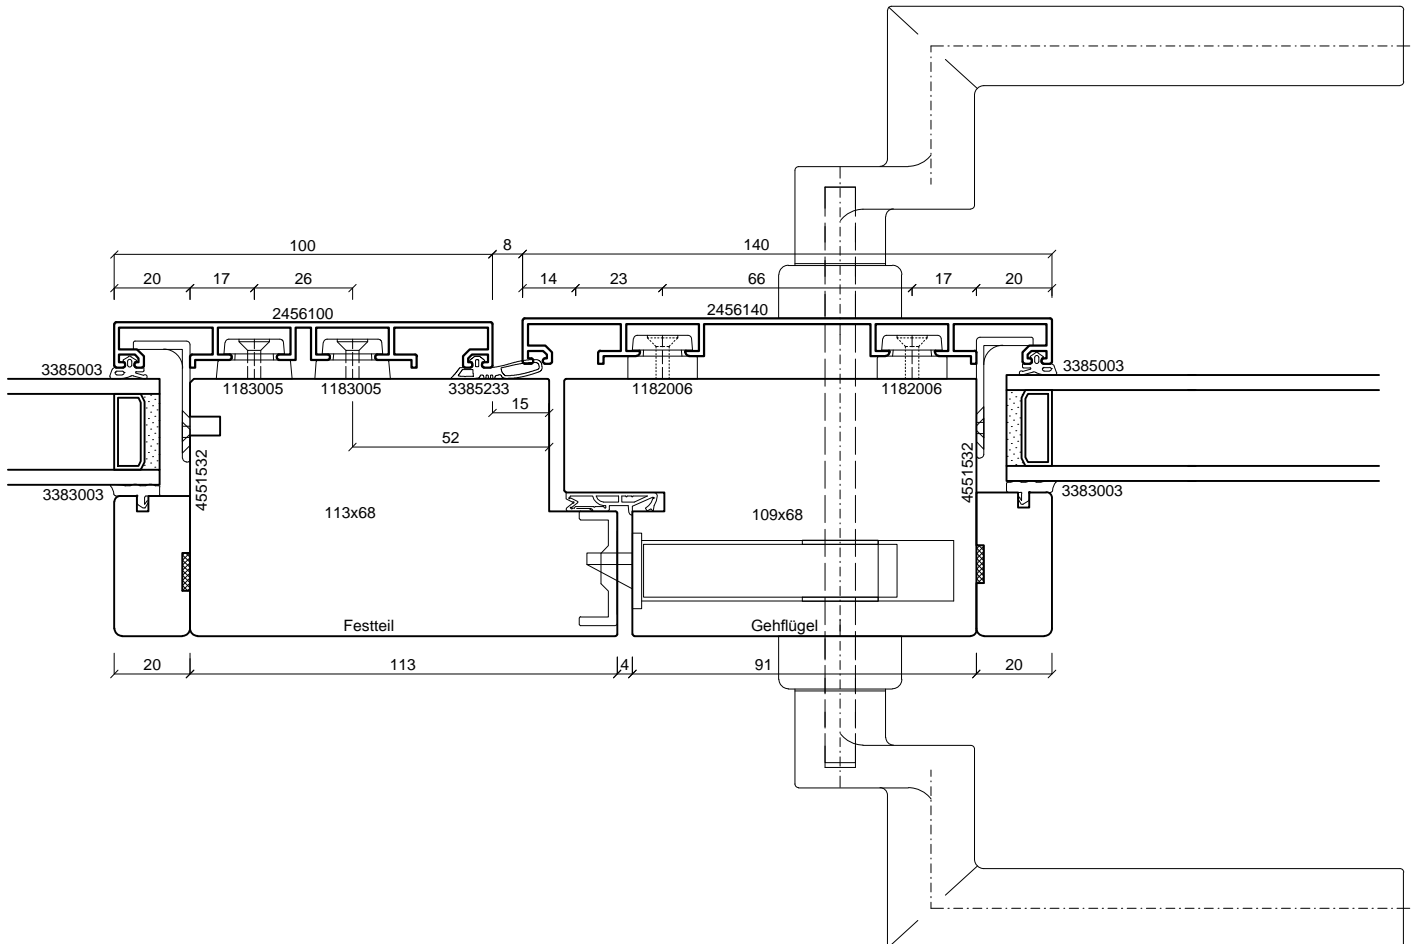 100 8 140
20 17 26 14 23 66 17 20
2456100 2456140
3385003 3385003
1183005 1183005 3385233 1182006 1182006
15
52
4551532 4551532
3383003 3383003
113x68 109x68
Festteil Gehflügel
20 113 4 91 20